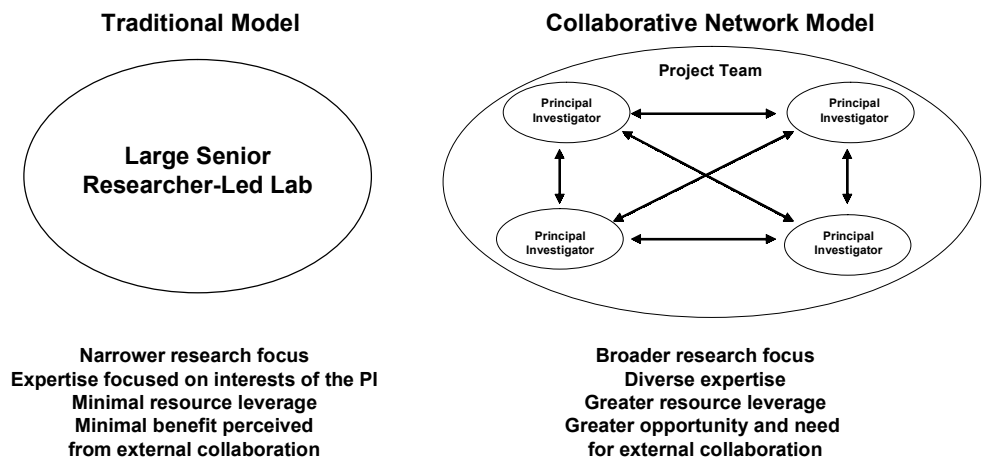 Traditional Model
Large Senior
Researcher-Led Lab
Narrower research focus
Expertise focused on interests of the PI
Minimal resource leverage
Minimal benefit perceived
from external collaboration
Collaborative Network Model
Project Team
Principal
Investigator
Principal
Investigator
Principal
Investigator
Principal
Investigator
Broader research focus
Diverse expertise
Greater resource leverage
Greater opportunity and need
for external collaboration